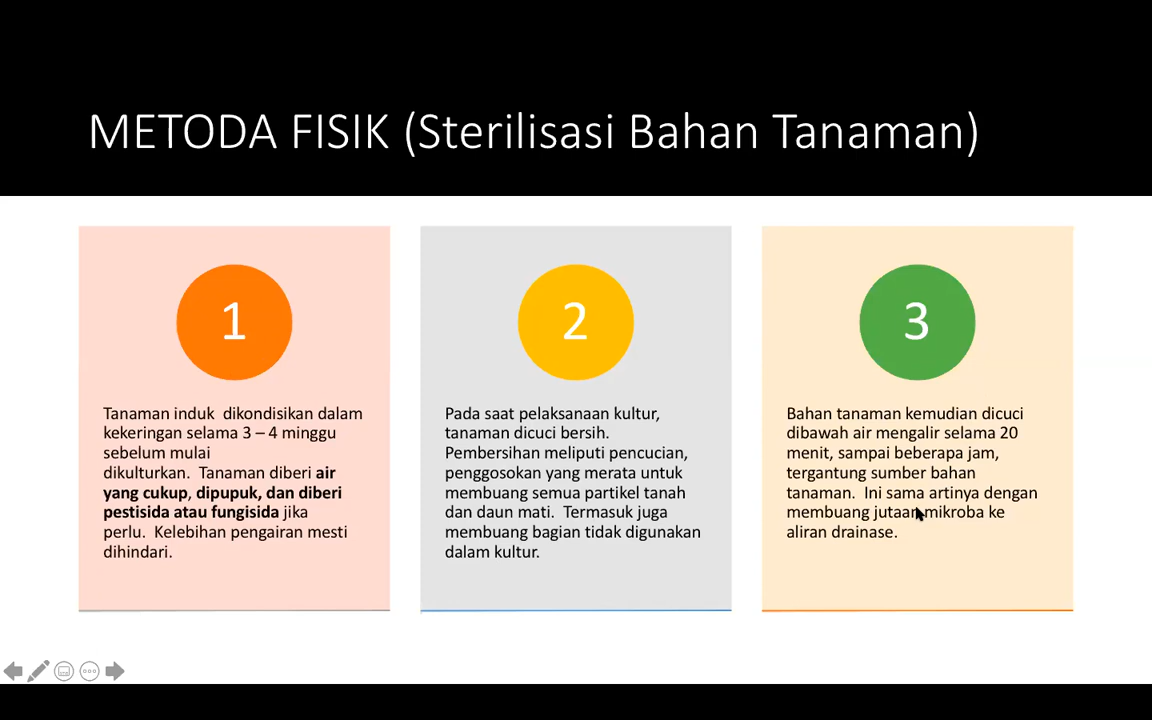 METODA FISIK (Sterilisasi Bahan Tanaman)
1
Tanaman induk dikondisikan dalam
kekeringan selama 3 – 4 minggu
sebelum mulai
dikulturkan. Tanaman diberi air
yang cukup, dipupuk, dan diberi
pestisida atau fungisida jika
perlu. Kelebihan pengairan mesti
dihindari.
2
Pada saat pelaksanaan kultur,
tanaman dicuci bersih.
Pembersihan meliputi pencucian,
penggosokan yang merata untuk
membuang semua partikel tanah
dan daun mati. Termasuk juga
membuang bagian tidak digunakan
dalam kultur.
3
Bahan tanaman kemudian dicuci
dibawah air mengalir selama 20
menit, sampai beberapa jam,
tergantung sumber bahan
tanaman. Ini sama artinya dengan
membuang jutaan mikroba ke
aliran drainase.